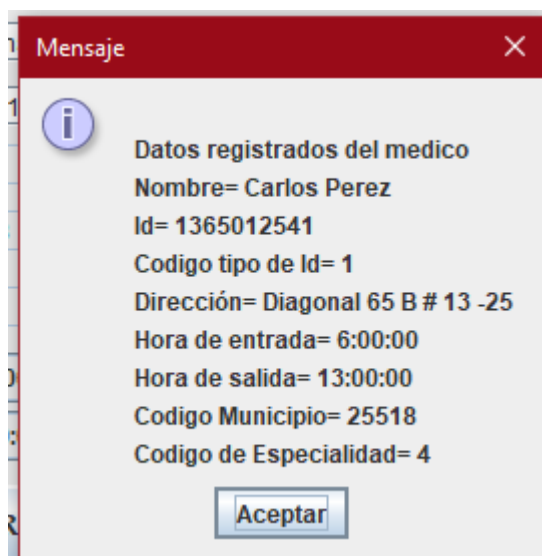 Mensaje
Datos registrados del medico
Nombre= Carlos Perez
Id= 1365012541
Codigo tipo de Id= 1
Dirección= Diagonal 65 B # 13 -25
Hora de entrada= 6:00:00
Hora de salida= 13:00:00
Codigo Municipio= 25518
Codigo de Especialidad= 4
Aceptar